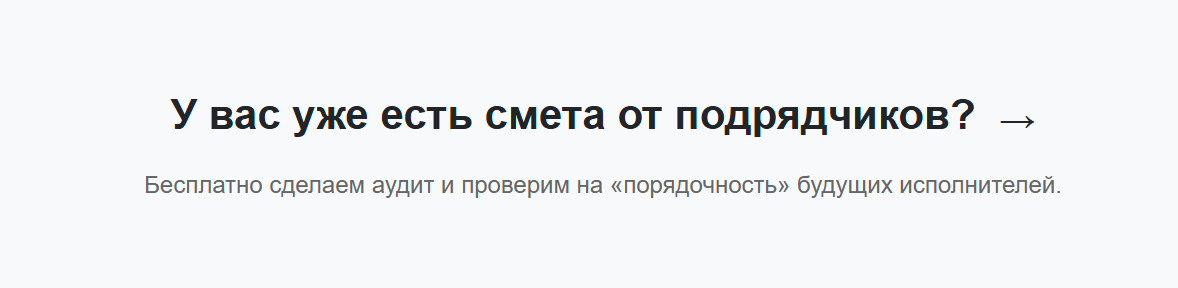 У вас уже есть смета от подрядчиков? →
Бесплатно сделаем аудит и проверим на «порядочность» будущих исполнителей.